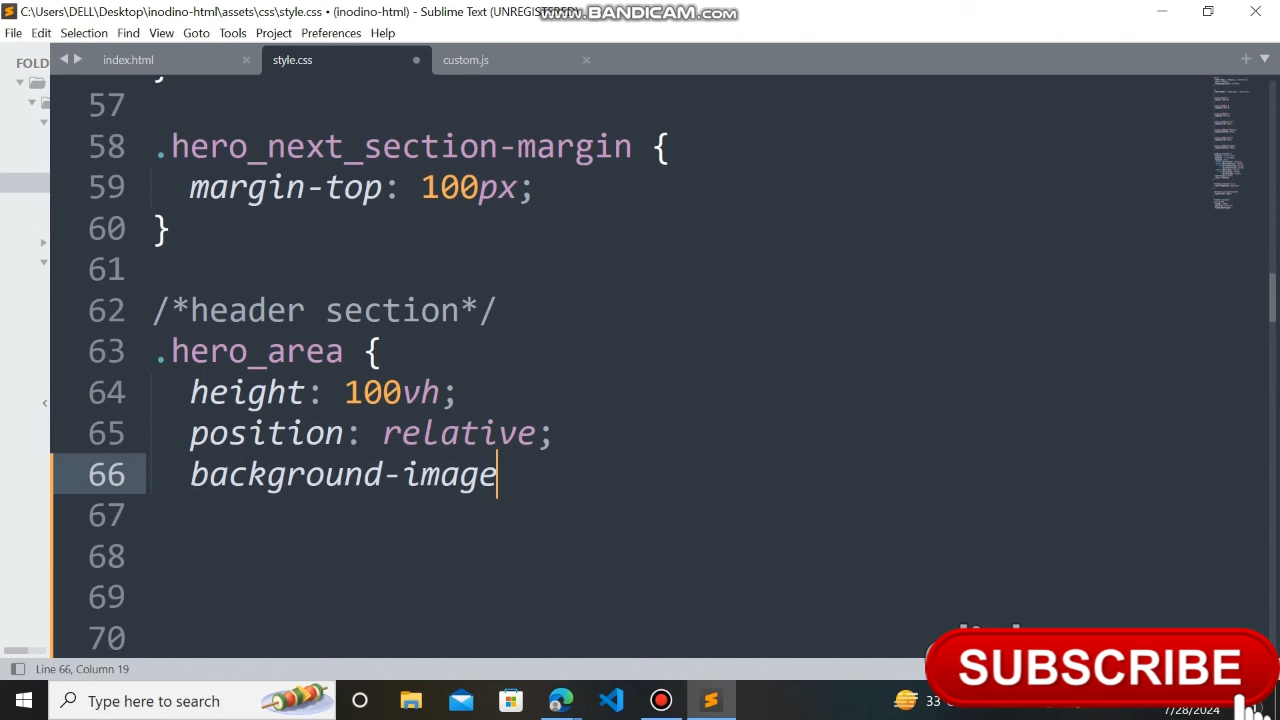 C:\Users\DELL\Desktop\inodino-html\assets\css\style.css • (inodino-html) - Sublime Text (UNREGISTERED)
www.BANDICAM.com
File Edit Selection Find View Goto Tools Project Preferences Help
FOLD
index.html
style.css
custom.js
57
58 .hero_next_section-margin {
59 margin-top: 100px;
60 }
61
62 /*header section*/
63 .hero_area {
64 height: 100vh;
65 position: relative;
66 background-image
67
68
69
70
Line 66, Column 19
SUBSCRIBE
Type here to search
33
7/28/2024